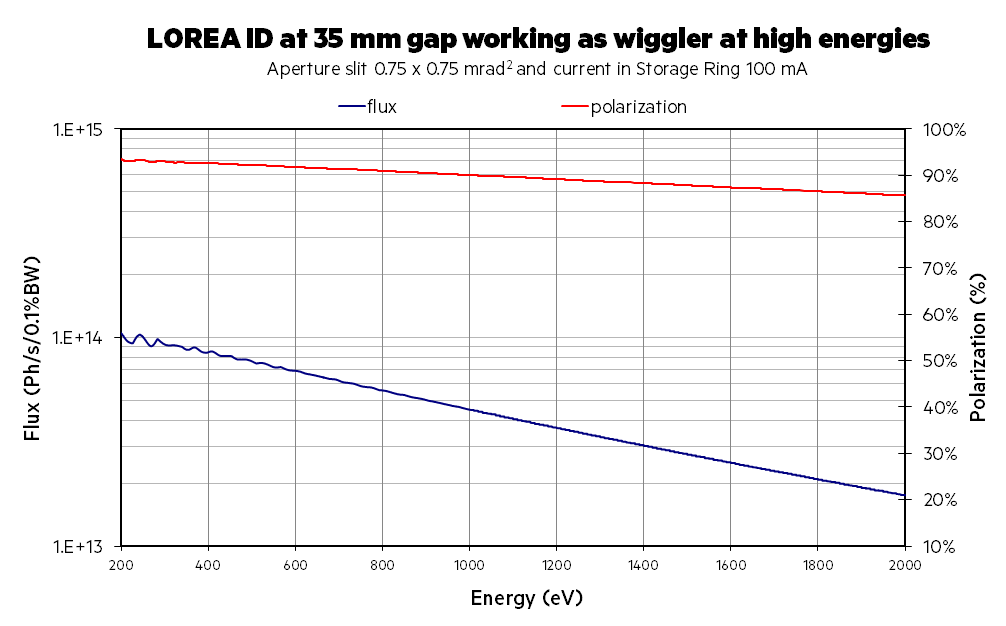 LOREA ID at 35 mm gap working as wiggler at high energies
Aperture slit 0.75 x 0.75 mrad² and current in Storage Ring 100 mA
flux polarization
1.E+15
1.E+14
1.E+13
Flux (Ph/s/0.1%BW)
100%
90%
80%
70%
60%
50%
40%
30%
20%
10%
Polarization (%)
200 400 600 800 1000 1200 1400 1600 1800 2000
Energy (eV)